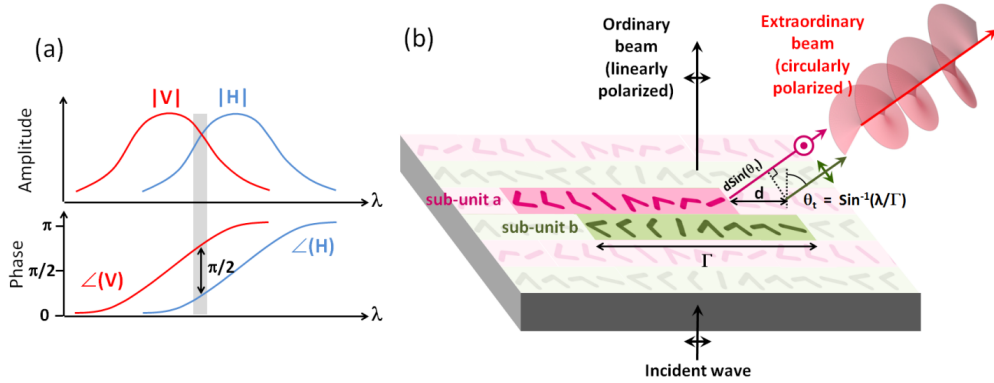 (a)
|V|
|H|
Amplitude
λ
π
π/2
0
Phase
∠(V)
∠(H)
π/2
λ
(b)
Ordinary
beam
(linearly
polarized)
Extraordinary
beam
(circularly
polarized )
sub-unit a
sub-unit b
dSin(θt)
d
θt = Sin-1(λ/Γ)
Γ
Incident wave